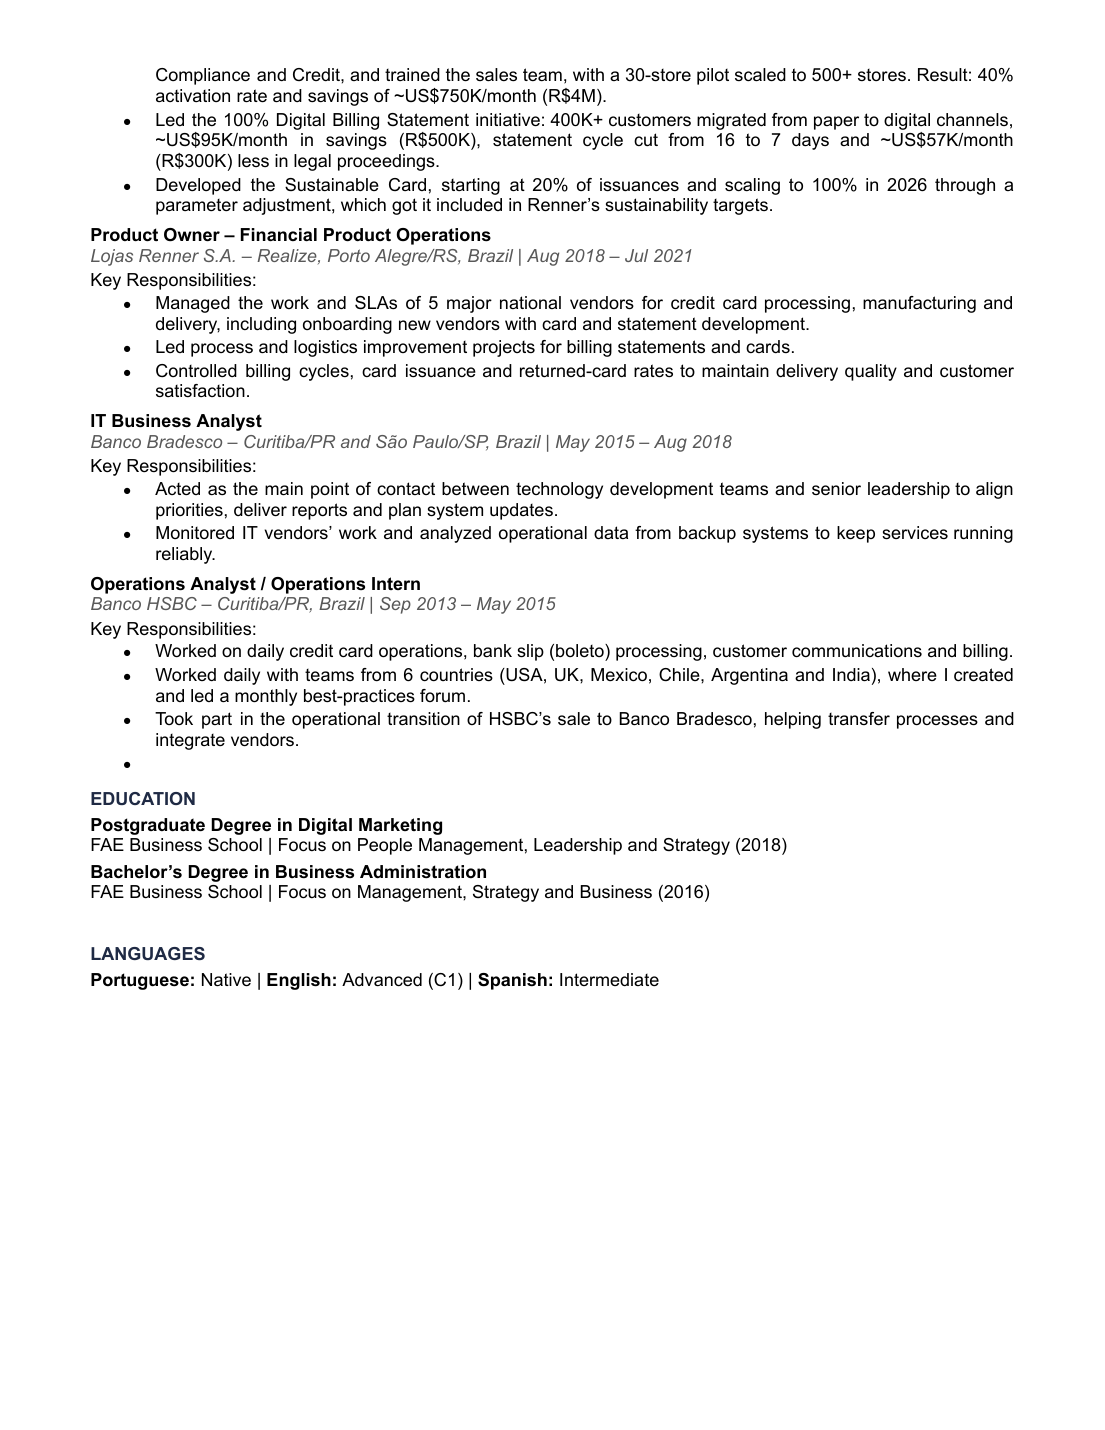 Compliance and Credit, and trained the sales team, with a 30-store pilot scaled to 500+ stores. Result: 40%
activation rate and savings of ~US$750K/month (R$4M).
• Led the 100% Digital Billing Statement initiative: 400K+ customers migrated from paper to digital channels,
~US$95K/month in savings (R$500K), statement cycle cut from 16 to 7 days and ~US$57K/month
(R$300K) less in legal proceedings.
• Developed the Sustainable Card, starting at 20% of issuances and scaling to 100% in 2026 through a
parameter adjustment, which got it included in Renner’s sustainability targets.
Product Owner – Financial Product Operations
Lojas Renner S.A. – Realize, Porto Alegre/RS, Brazil | Aug 2018 – Jul 2021
Key Responsibilities:
• Managed the work and SLAs of 5 major national vendors for credit card processing, manufacturing and
delivery, including onboarding new vendors with card and statement development.
• Led process and logistics improvement projects for billing statements and cards.
• Controlled billing cycles, card issuance and returned-card rates to maintain delivery quality and customer
satisfaction.
IT Business Analyst
Banco Bradesco – Curitiba/PR and São Paulo/SP, Brazil | May 2015 – Aug 2018
Key Responsibilities:
• Acted as the main point of contact between technology development teams and senior leadership to align
priorities, deliver reports and plan system updates.
• Monitored IT vendors’ work and analyzed operational data from backup systems to keep services running
reliably.
Operations Analyst / Operations Intern
Banco HSBC – Curitiba/PR, Brazil | Sep 2013 – May 2015
Key Responsibilities:
• Worked on daily credit card operations, bank slip (boleto) processing, customer communications and billing.
• Worked daily with teams from 6 countries (USA, UK, Mexico, Chile, Argentina and India), where I created
and led a monthly best-practices forum.
• Took part in the operational transition of HSBC’s sale to Banco Bradesco, helping transfer processes and
integrate vendors.
•
EDUCATION
Postgraduate Degree in Digital Marketing
FAE Business School | Focus on People Management, Leadership and Strategy (2018)
Bachelor’s Degree in Business Administration
FAE Business School | Focus on Management, Strategy and Business (2016)
LANGUAGES
Portuguese: Native | English: Advanced (C1) | Spanish: Intermediate